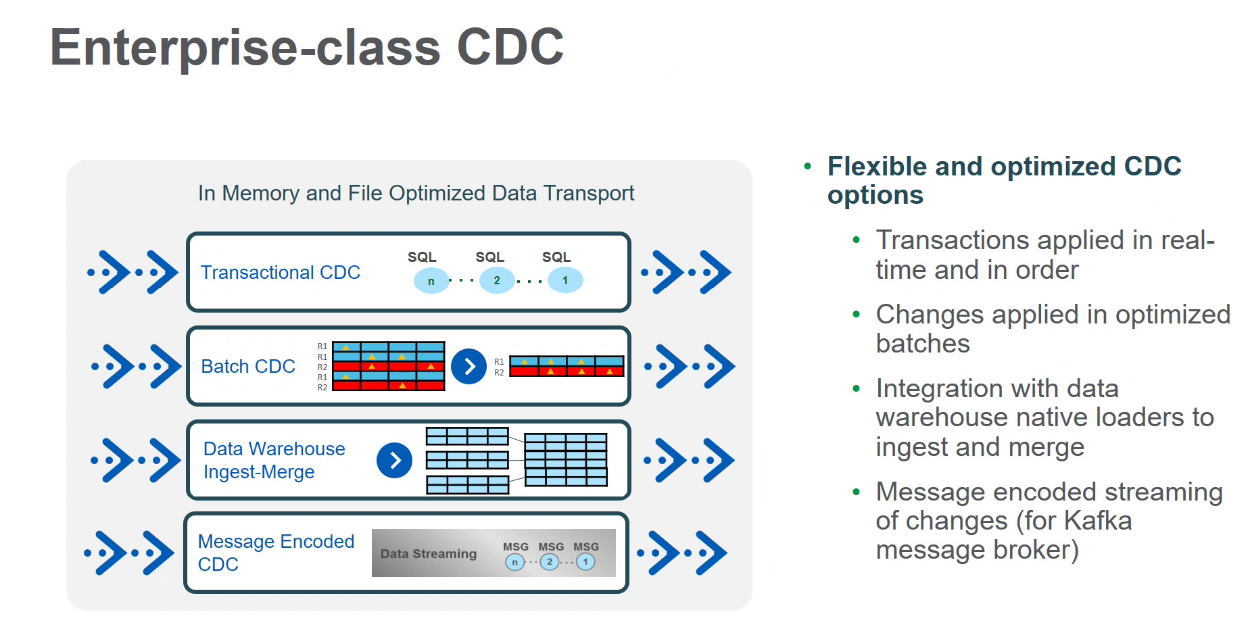 Enterprise-class CDC
In Memory and File Optimized Data Transport
Transactional CDC
SQL SQL SQL
n 2 1
Batch CDC
R1
R1
R2
R1
R2
R1
R2
Data Warehouse
Ingest-Merge
Message Encoded
CDC
Data Streaming
MSG MSG MSG
n 2 1
• Flexible and optimized CDC
options
• Transactions applied in real-
time and in order
• Changes applied in optimized
batches
• Integration with data
warehouse native loaders to
ingest and merge
• Message encoded streaming
of changes (for Kafka
message broker)